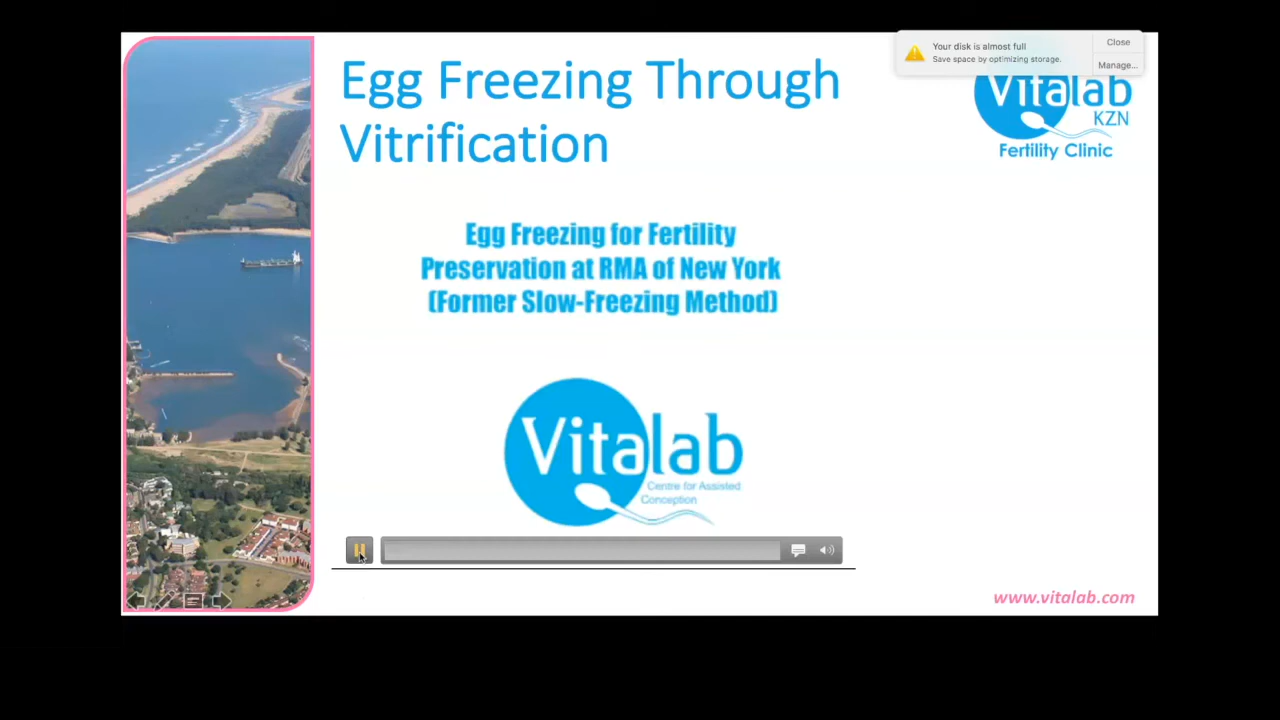 Egg Freezing Through
Vitrification
Your disk is almost full
Save space by optimizing storage.
Close
Manage...
Vitalab
KZN
Fertility Clinic
Egg Freezing for Fertility
Preservation at RMA of New York
(Former Slow-Freezing Method)
Vitalab
Centre for Assisted
Conception
www.vitalab.com